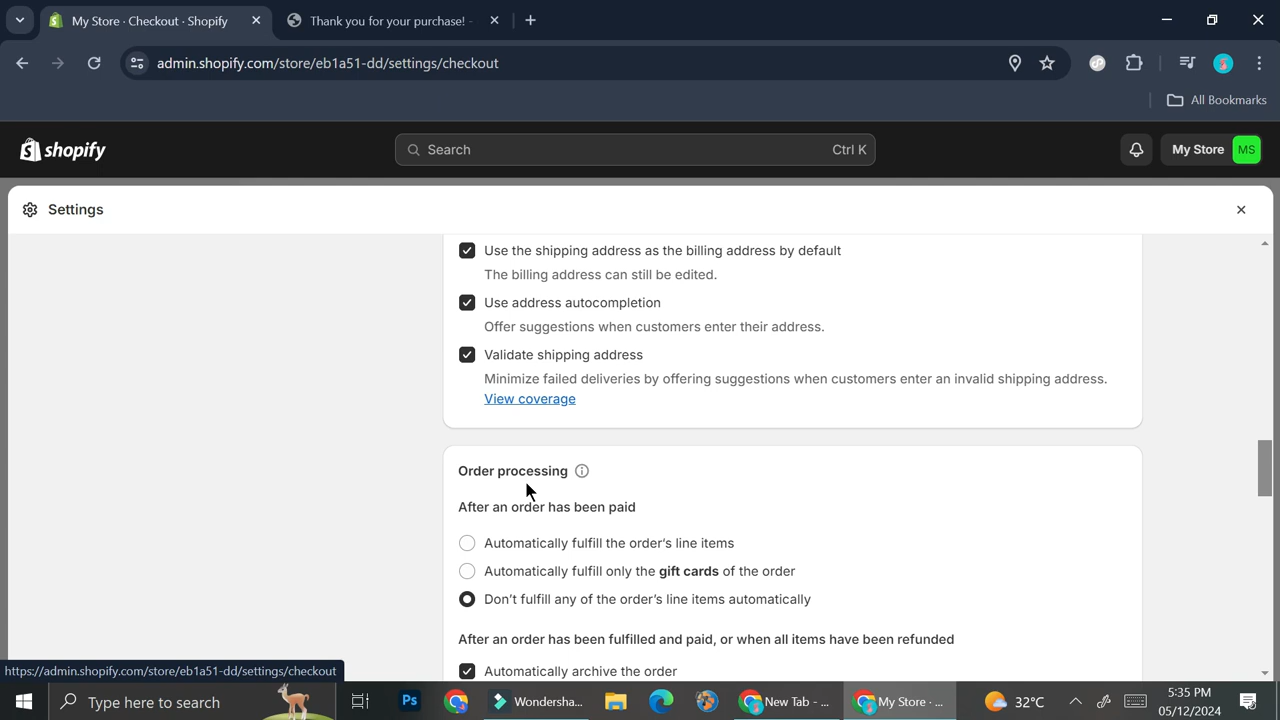 My Store · Checkout · Shopify
Thank you for your purchase! -
admin.shopify.com/store/eb1a51-dd/settings/checkout
All Bookmarks
shopify
Search
Ctrl K
My Store
MS
Settings
Use the shipping address as the billing address by default
The billing address can still be edited.
Use address autocompletion
Offer suggestions when customers enter their address.
Validate shipping address
Minimize failed deliveries by offering suggestions when customers enter an invalid shipping address.
View coverage
Order processing
After an order has been paid
Automatically fulfill the order's line items
Automatically fulfill only the gift cards of the order
Don't fulfill any of the order's line items automatically
After an order has been fulfilled and paid, or when all items have been refunded
Automatically archive the order
https://admin.shopify.com/store/eb1a51-dd/settings/checkout
Type here to search
Ps
Wondersha...
New Tab - ...
My Store · ...
32°C
5:35 PM
05/12/2024